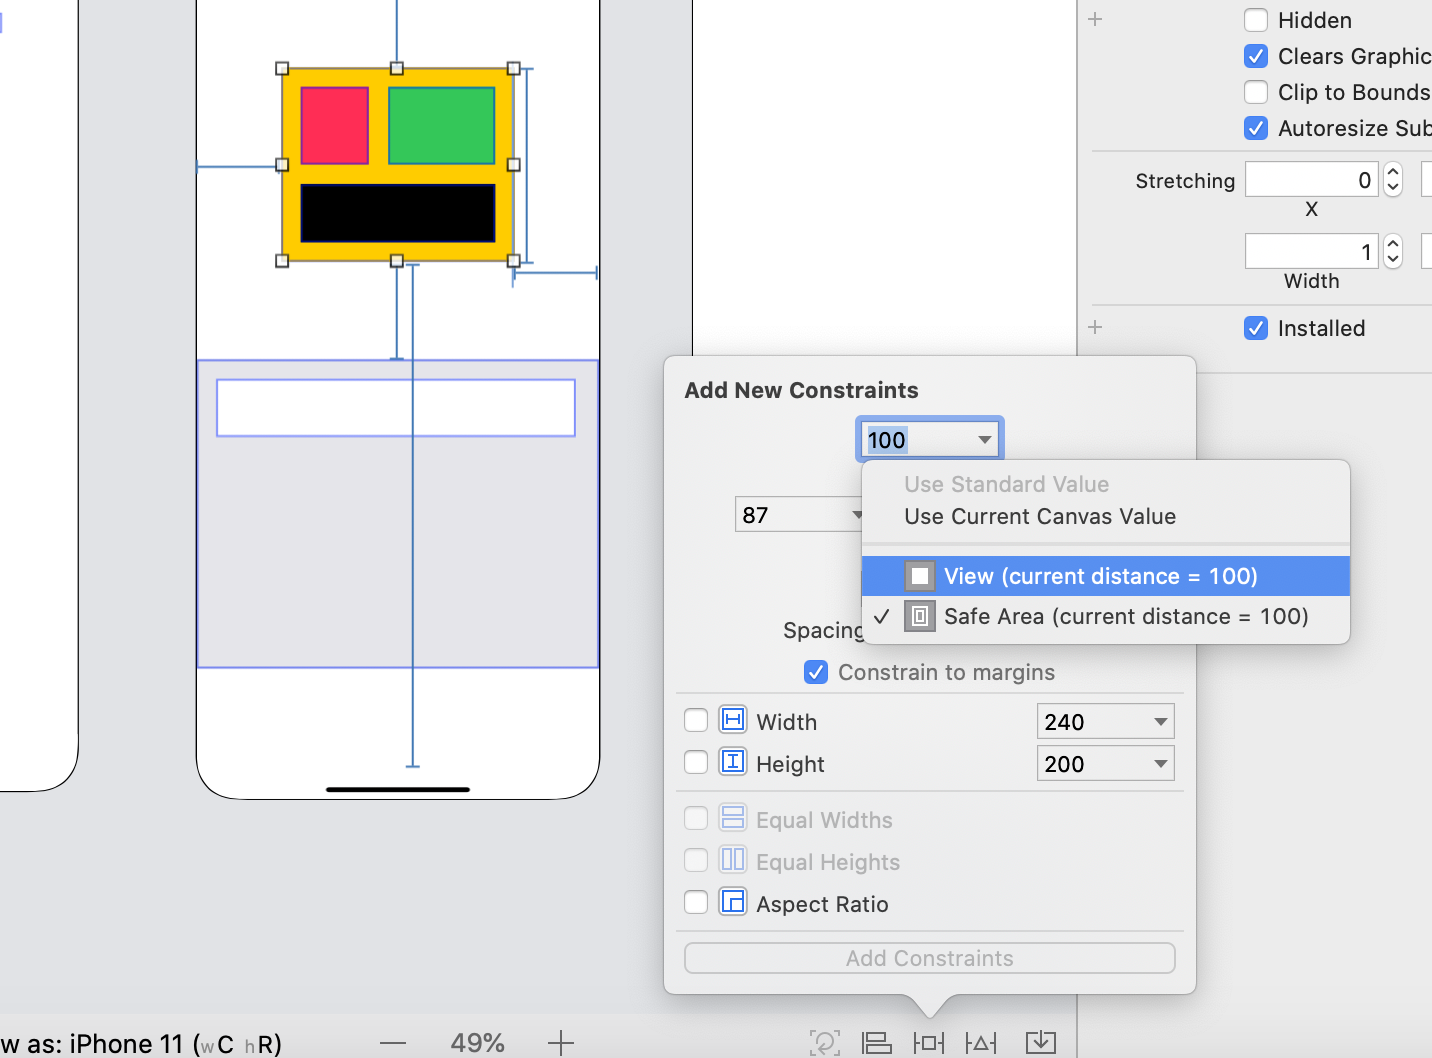 Hidden
Clears Graphic
Clip to Bounds
Autoresize Sub
Stretching 0
X
1
Width
Installed
Add New Constraints
100
Use Standard Value
87
Use Current Canvas Value
View (current distance = 100)
Safe Area (current distance = 100)
Spacing
Constrain to margins
Width 240
Height 200
Equal Widths
Equal Heights
Aspect Ratio
Add Constraints
w as: iPhone 11 (wC hR) 49%